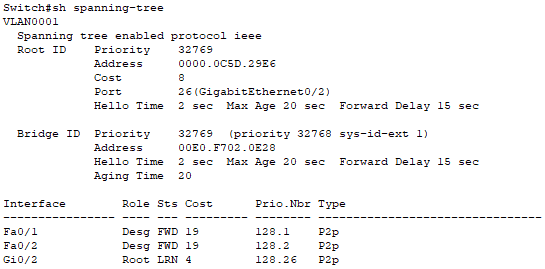 Switch#sh spanning-tree
VLAN0001
  Spanning tree enabled protocol ieee
  Root ID    Priority    32769
             Address     0000.0C5D.29E6
             Cost        8
             Port        26(GigabitEthernet0/2)
             Hello Time  2 sec  Max Age 20 sec  Forward Delay 15 sec

  Bridge ID  Priority    32769  (priority 32768 sys-id-ext 1)
             Address     00E0.F702.0E28
             Hello Time  2 sec  Max Age 20 sec  Forward Delay 15 sec
             Aging Time  20

Interface        Role Sts Cost      Prio.Nbr Type
---------------- ---- --- --------- -------- --------------------------------
Fa0/1            Desg FWD 19        128.1    P2p
Fa0/2            Desg FWD 19        128.2    P2p
Gi0/2            Root LRN 4         128.26   P2p